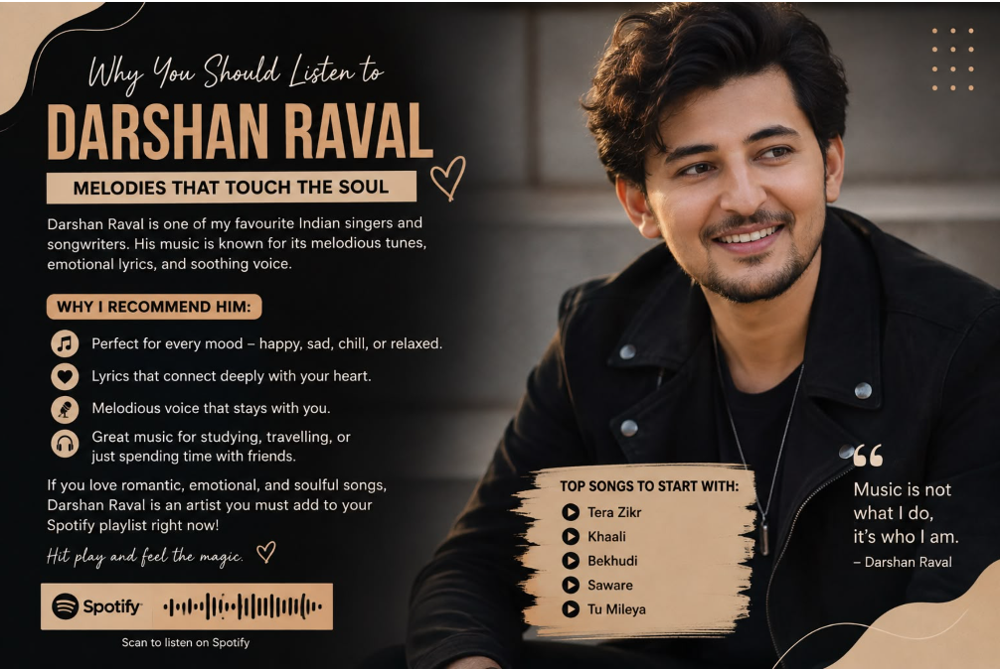 Why You Should Listen to
DARSHAN RAVAL
MELODIES THAT TOUCH THE SOUL
Darshan Raval is one of my favourite Indian singers and
songwriters. His music is known for its melodious tunes,
emotional lyrics, and soothing voice.
WHY I RECOMMEND HIM:
Perfect for every mood – happy, sad, chill, or relaxed.
Lyrics that connect deeply with your heart.
Melodious voice that stays with you.
Great music for studying, travelling, or
just spending time with friends.
If you love romantic, emotional, and soulful songs,
Darshan Raval is an artist you must add to your
Spotify playlist right now!
Hit play and feel the magic.
Spotify
Scan to listen on Spotify
TOP SONGS TO START WITH:
Tera Zikr
Khaali
Bekhudi
Saware
Tu Mileya
“
Music is not
what I do,
it's who I am.
– Darshan Raval